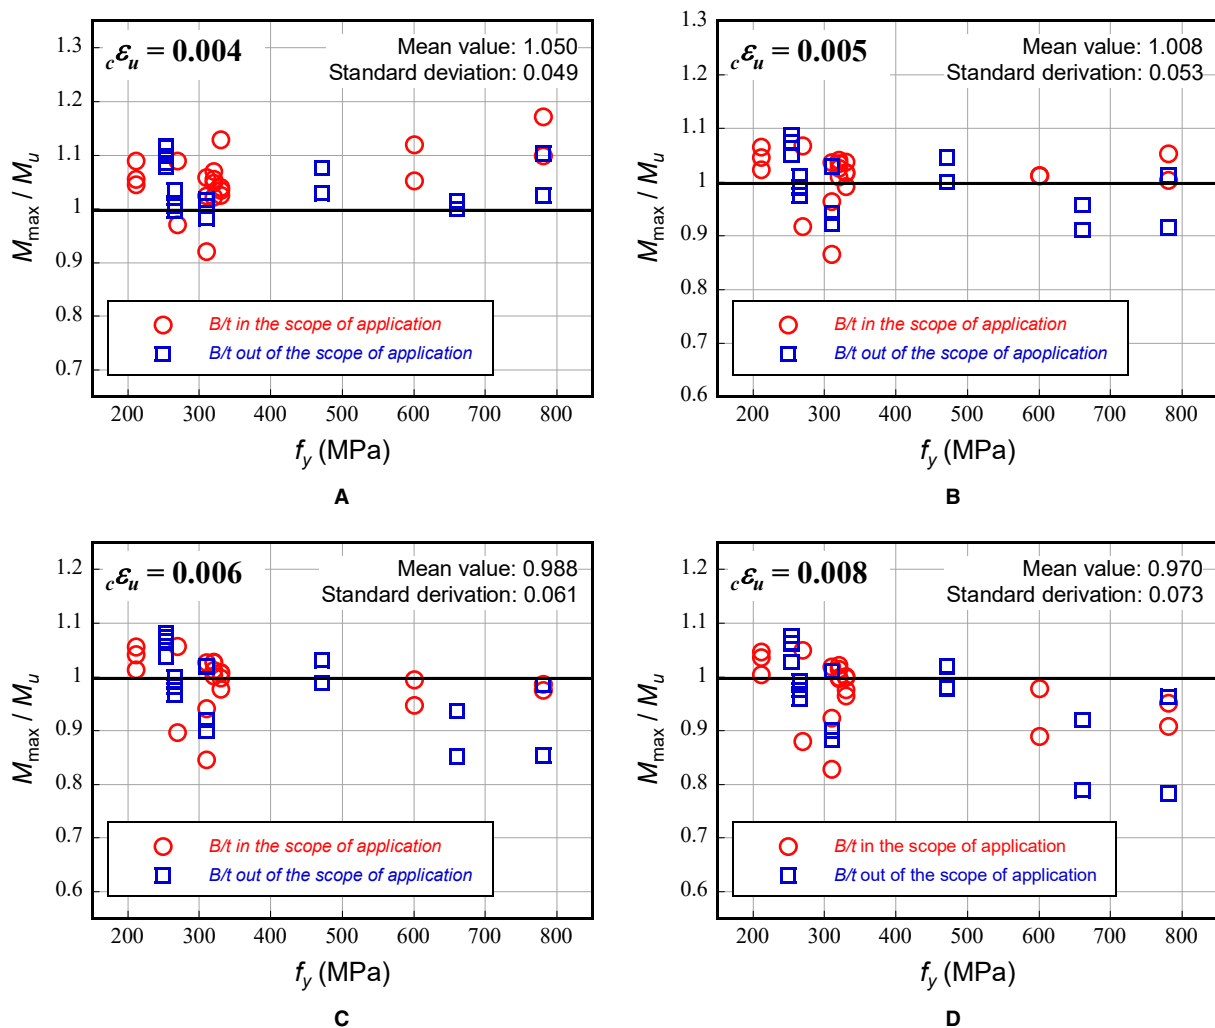 cεu = 0.004
Mean value: 1.050
Standard deviation: 0.049
1.3
1.2
1.1
1
0.9
0.8
0.7
Mmax / Mu
B/t in the scope of application
B/t out of the scope of application
200 300 400 500 600 700 800
fy (MPa)
A
cεu = 0.005
Mean value: 1.008
Standard derivation: 0.053
1.3
1.2
1.1
1
0.9
0.8
0.7
0.6
Mmax / Mu
B/t in the scope of application
B/t out of the scope of apoplication
200 300 400 500 600 700 800
fy (MPa)
B
cεu = 0.006
Mean value: 0.988
Standard derivation: 0.061
1.2
1.1
1
0.9
0.8
0.7
0.6
Mmax / Mu
B/t in the scope of application
B/t out of the scope of application
200 300 400 500 600 700 800
fy (MPa)
C
cεu = 0.008
Mean value: 0.970
Standard derivation: 0.073
1.2
1.1
1
0.9
0.8
0.7
0.6
Mmax / Mu
B/t in the scope of application
B/t out of the scope of application
200 300 400 500 600 700 800
fy (MPa)
D